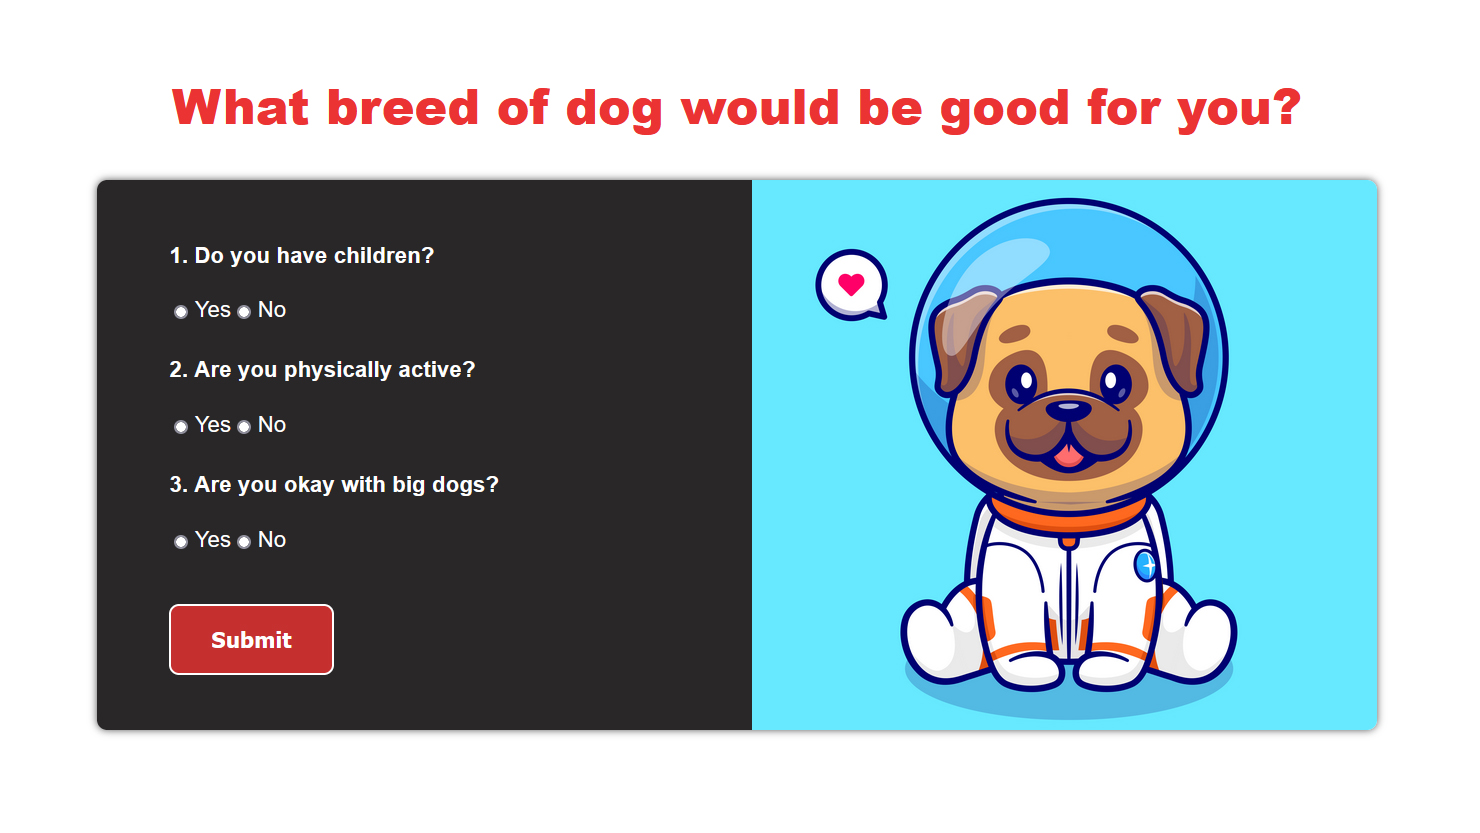 What breed of dog would be good for you?
1. Do you have children?
Yes No
2. Are you physically active?
Yes No
3. Are you okay with big dogs?
Yes No
Submit